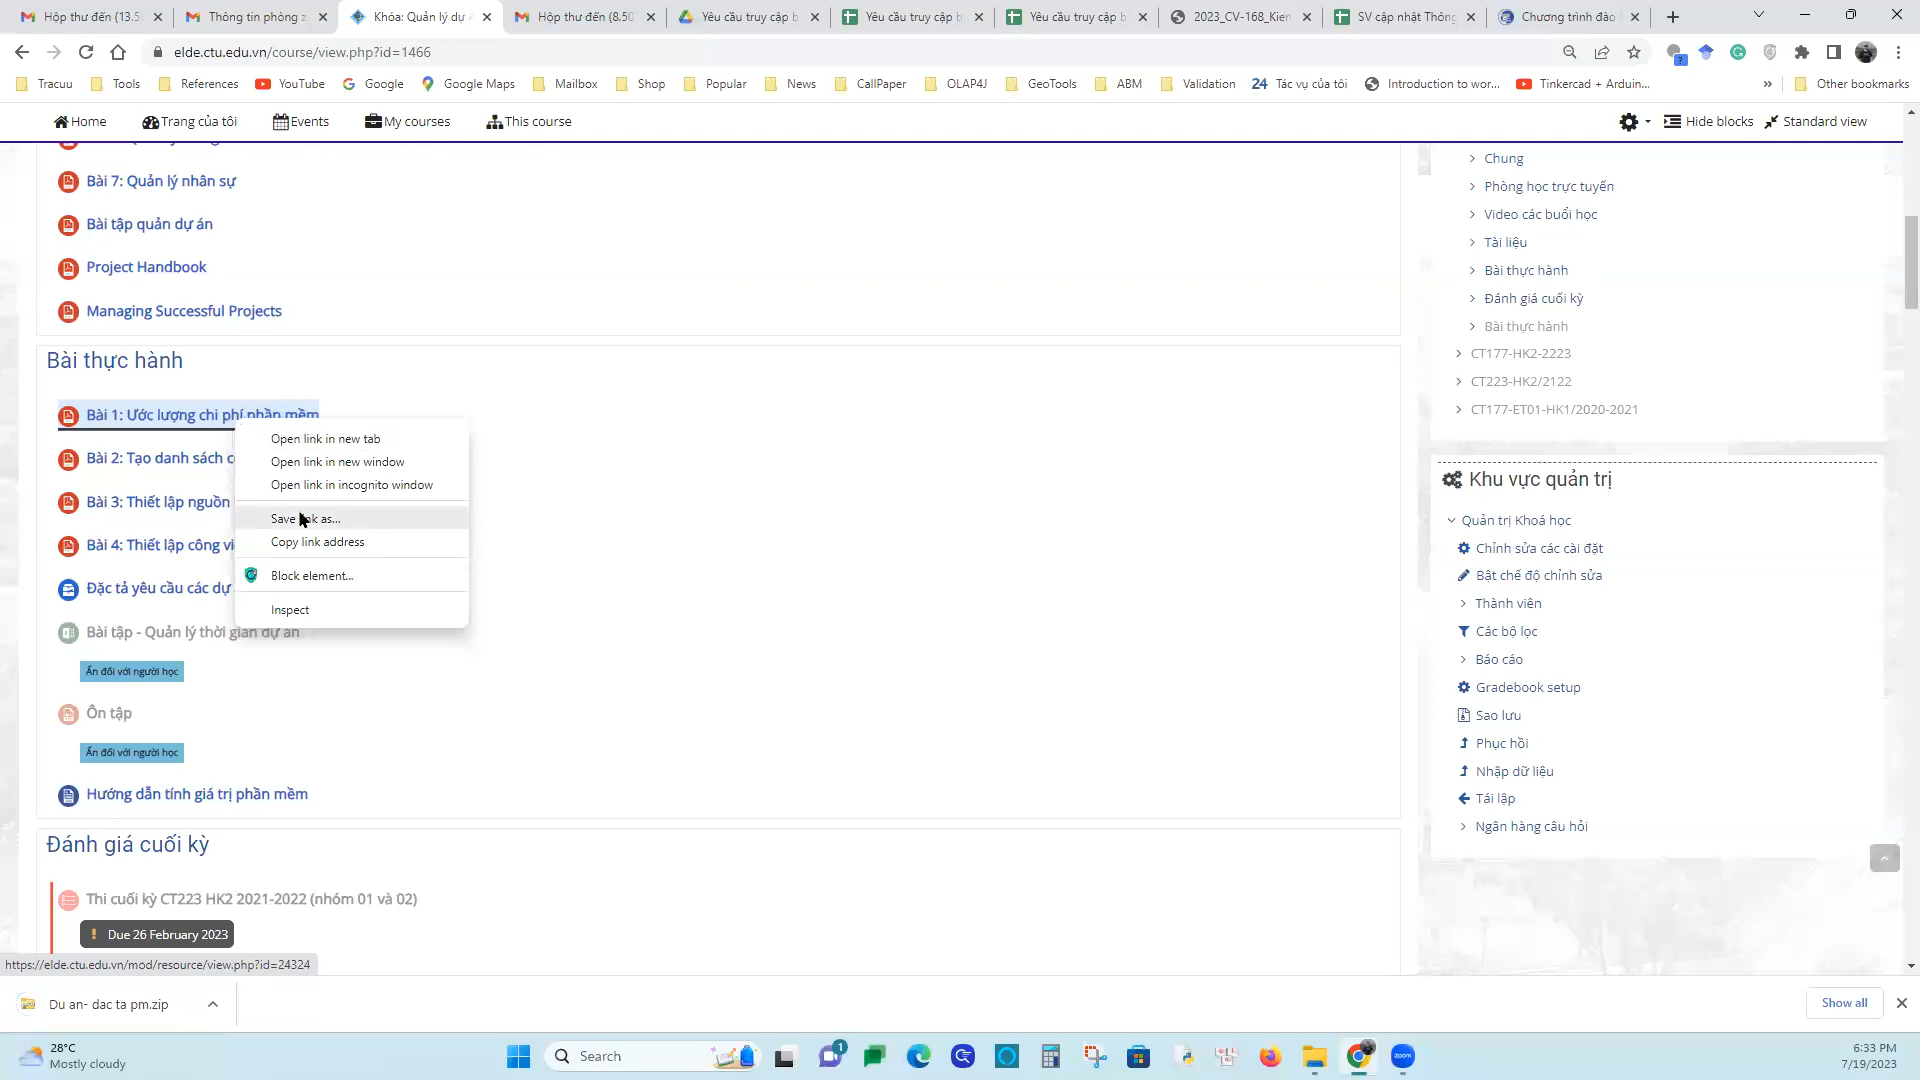 Hộp thư đến (13.5
Thông tin phòng z
Khóa: Quản lý dự
Hộp thư đến (8.50
Yêu cầu truy cập b
Yêu cầu truy cập b
Yêu cầu truy cập b
2023_CV-168_Kien
SV cập nhật Thông
Chương trình đào
elde.ctu.edu.vn/course/view.php?id=1466
Tracuu
Tools
References
YouTube
Google
Google Maps
Mailbox
Shop
Popular
News
CallPaper
OLAP4J
GeoTools
ABM
Validation
24 Tác vụ của tôi
Introduction to wor...
Tinkercad + Arduin...
»
Other bookmarks
Home
Trang của tôi
Events
My courses
This course
Hide blocks
Standard view
Bài 7: Quản lý nhân sự
Bài tập quản dự án
Project Handbook
Managing Successful Projects
Bài thực hành
Bài 1: Ước lượng chi phí phần mềm
Bài 2: Tạo danh sách c
Bài 3: Thiết lập nguồn
Bài 4: Thiết lập công vi
Đặc tả yêu cầu các dự
Bài tập - Quản lý thời gian dự án
Ẩn đối với người học
Ôn tập
Ẩn đối với người học
Hướng dẫn tính giá trị phần mềm
Open link in new tab
Open link in new window
Open link in incognito window
Save link as...
Copy link address
Block element...
Inspect
Đánh giá cuối kỳ
Thi cuối kỳ CT223 HK2 2021-2022 (nhóm 01 và 02)
! Due 26 February 2023
Chung
Phòng học trực tuyến
Video các buổi học
Tài liệu
Bài thực hành
Đánh giá cuối kỳ
Bài thực hành
CT177-HK2-2223
CT223-HK2/2122
CT177-ET01-HK1/2020-2021
Khu vực quản trị
Quản trị Khoá học
Chỉnh sửa các cài đặt
Bật chế độ chỉnh sửa
Thành viên
Các bộ lọc
Báo cáo
Gradebook setup
Sao lưu
Phục hồi
Nhập dữ liệu
Tái lập
Ngân hàng câu hỏi
https://elde.ctu.edu.vn/mod/resource/view.php?id=24324
Du an- dac ta pm.zip
Show all
28°C
Mostly cloudy
Search
1
zoom
6:33 PM
7/19/2023